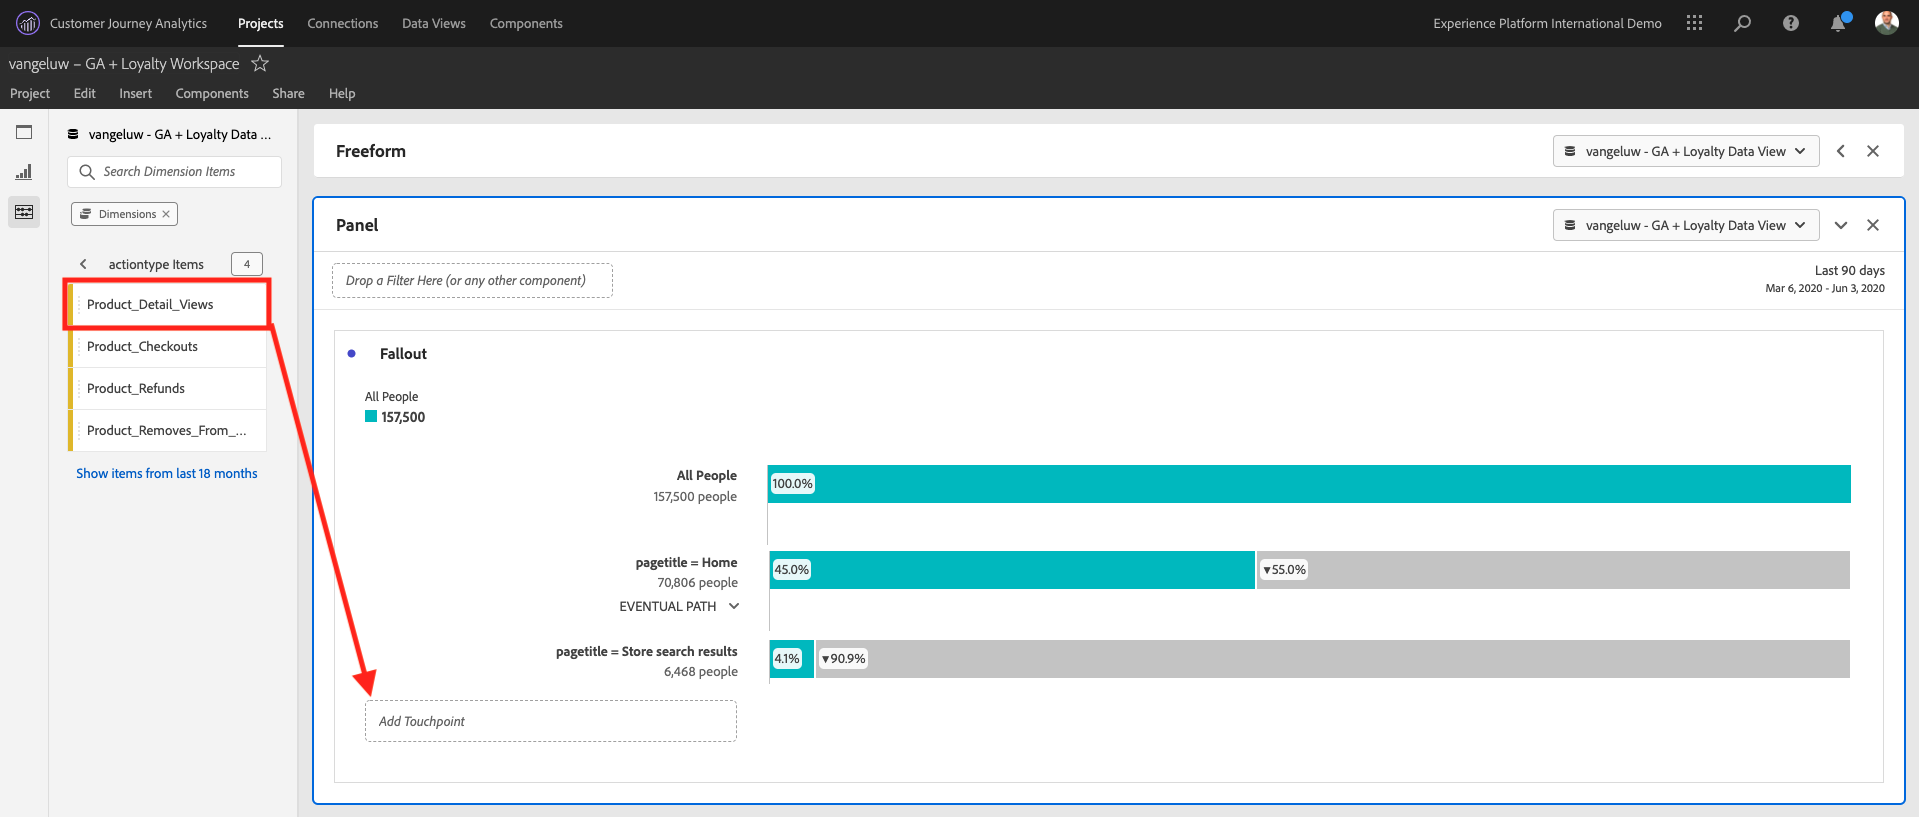 Customer Journey Analytics Projects Connections Data Views Components Experience Platform International Demo
vangeluw – GA + Loyalty Workspace
Project Edit Insert Components Share Help
vangeluw - GA + Loyalty Data ...
Search Dimension Items
Dimensions
actiontype Items 4
Product_Detail_Views
Product_Checkouts
Product_Refunds
Product_Removes_From_...
Show items from last 18 months
Freeform vangeluw - GA + Loyalty Data View
Panel vangeluw - GA + Loyalty Data View
Drop a Filter Here (or any other component)
Last 90 days
Mar 6, 2020 - Jun 3, 2020
Fallout
All People
157,500
All People
157,500 people
100.0%
pagetitle = Home
70,806 people
EVENTUAL PATH
45.0% ▼55.0%
pagetitle = Store search results
6,468 people
4.1% ▼90.9%
Add Touchpoint